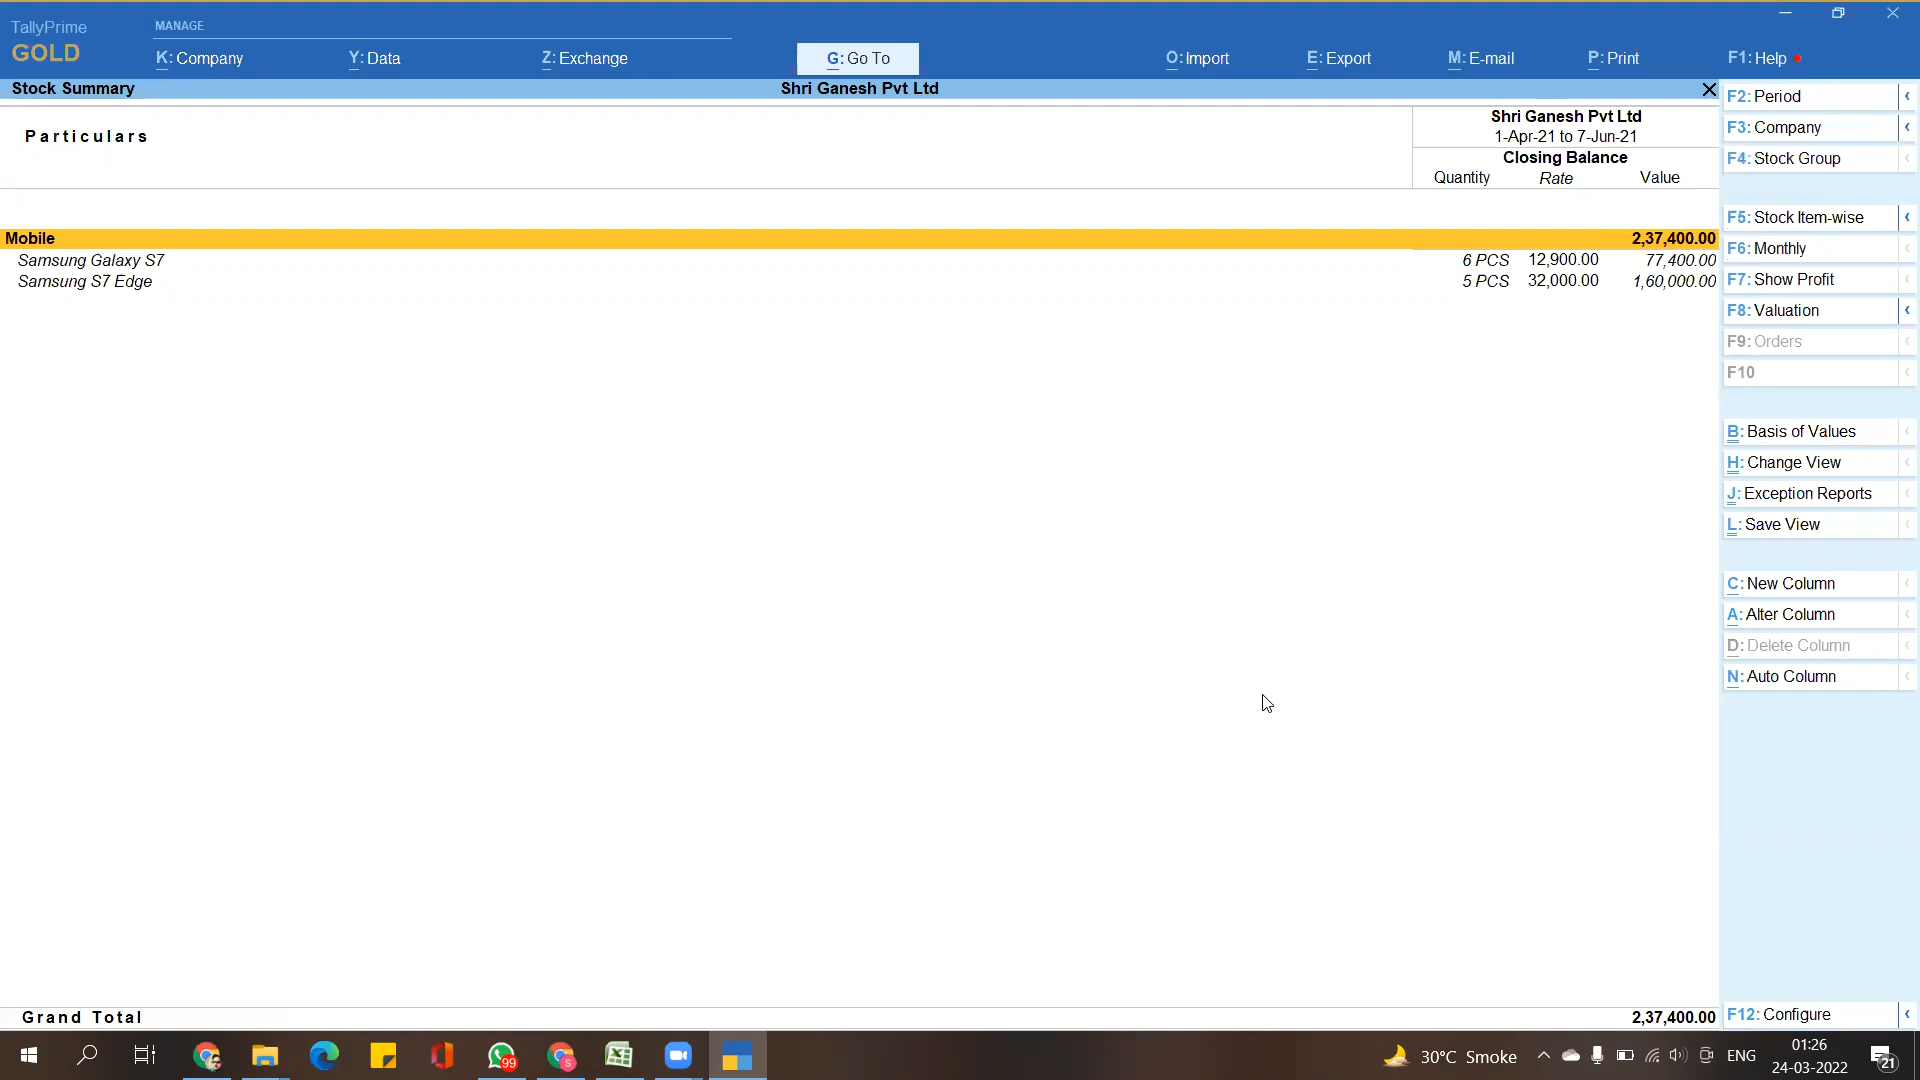 TallyPrime
GOLD
MANAGE
K: Company
Y: Data
Z: Exchange
G: Go To
O: Import
E: Export
M: E-mail
P: Print
F1: Help
Stock Summary
Shri Ganesh Pvt Ltd
Particulars
Shri Ganesh Pvt Ltd
1-Apr-21 to 7-Jun-21
Closing Balance
Quantity Rate Value
Mobile 2,37,400.00
Samsung Galaxy S7 6 PCS 12,900.00 77,400.00
Samsung S7 Edge 5 PCS 32,000.00 1,60,000.00
Grand Total 2,37,400.00
F2: Period
F3: Company
F4: Stock Group
F5: Stock Item-wise
F6: Monthly
F7: Show Profit
F8: Valuation
F9: Orders
F10
B: Basis of Values
H: Change View
J: Exception Reports
L: Save View
C: New Column
A: Alter Column
D: Delete Column
N: Auto Column
F12: Configure
99
S
30°C Smoke
ENG
01:26
24-03-2022
21